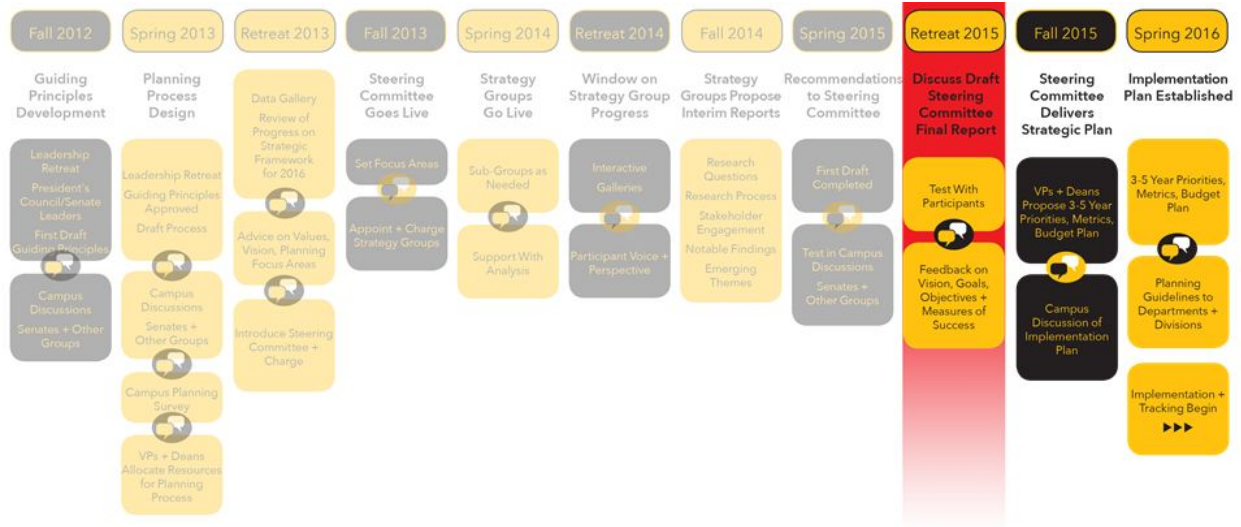 Fall 2012
Guiding
Principles
Development
Leadership
Retreat
President's
Council/Senate
Leaders
First Draft
Guiding Principles
Campus
Discussions
Senates + Other
Groups
Spring 2013
Planning
Process
Design
Leadership Retreat
Guiding Principles
Approved
Draft Process
Campus
Discussions
Senates +
Other Groups
Campus Planning
Survey
VPs + Deans
Allocate Resources
for Planning
Process
Retreat 2013
Data Gallery
Review of
Progress on
Strategic
Framework
for 2016
Advice on Values,
Vision, Planning
Focus Areas
Introduce Steering
Committee +
Charge
Fall 2013
Steering
Committee
Goes Live
Set Focus Areas
Appoint + Charge
Strategy Groups
Spring 2014
Strategy
Groups
Go Live
Sub-Groups as
Needed
Support With
Analysis
Retreat 2014
Window on
Strategy Group
Progress
Interactive
Galleries
Participant Voice +
Perspective
Fall 2014
Strategy
Groups Propose
Interim Reports
Research
Questions
Research Process
Stakeholder
Engagement
Notable Findings
Emerging
Themes
Spring 2015
Recommendations
to Steering
Committee
First Draft
Completed
Test in Campus
Discussions
Senates +
Other Groups
Retreat 2015
Discuss Draft
Steering
Committee
Final Report
Test With
Participants
Feedback on
Vision, Goals,
Objectives +
Measures of
Success
Fall 2015
Steering
Committee
Delivers
Strategic Plan
VPs + Deans
Propose 3-5 Year
Priorities, Metrics,
Budget Plan
Campus
Discussion of
Implementation
Plan
Spring 2016
Implementation
Plan Established
3-5 Year Priorities,
Metrics, Budget
Plan
Planning
Guidelines to
Departments +
Divisions
Implementation +
Tracking Begin